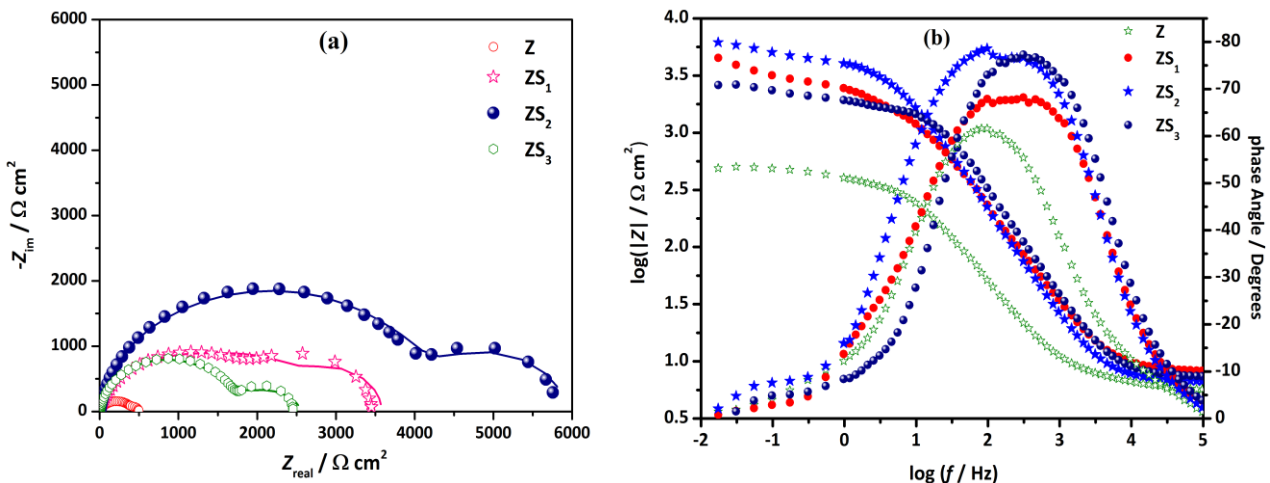 (a)
6000
5000
4000
3000
2000
1000
0
-Z_im / Ω cm²
0 1000 2000 3000 4000 5000 6000
Z_real / Ω cm²
Z
ZS₁
ZS₂
ZS₃
(b)
4.0
3.5
3.0
2.5
2.0
1.5
1.0
0.5
log(|Z| / Ω cm²)
-2 -1 0 1 2 3 4 5
log (f / Hz)
-80
-70
-60
-50
-40
-30
-20
-10
0
phase Angle / Degrees
Z
ZS₁
ZS₂
ZS₃